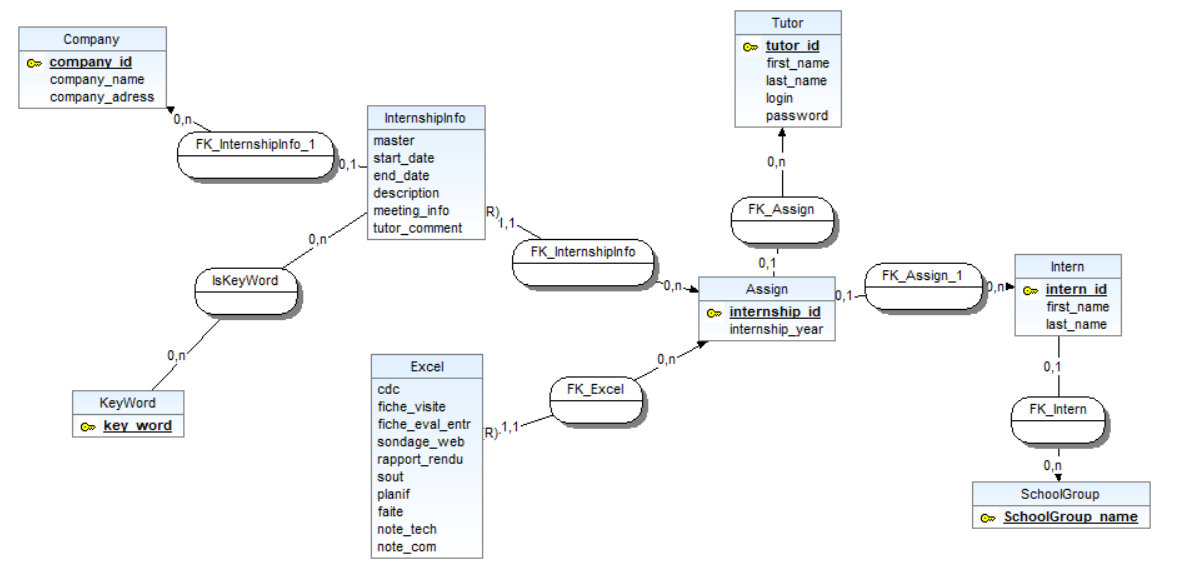 Company
company_id
company_name
company_adress
0,n
FK_InternshipInfo_1
0,1
InternshipInfo
master
start_date
end_date
description
meeting_info
tutor_comment
0,n
IsKeyWord
0,n
KeyWord
key_word
R)
1,1
FK_InternshipInfo
0,n
Tutor
tutor_id
first_name
last_name
login
password
0,n
FK_Assign
0,1
Assign
internship_id
internship_year
0,1
FK_Assign_1
0,n
Intern
intern_id
first_name
last_name
0,1
FK_Intern
0,n
SchoolGroup
SchoolGroup_name
Excel
cdc
fiche_visite
fiche_eval_entr
sondage_web
rapport_rendu
sout
planif
faite
note_tech
note_com
(R)
1,1
FK_Excel
0,n